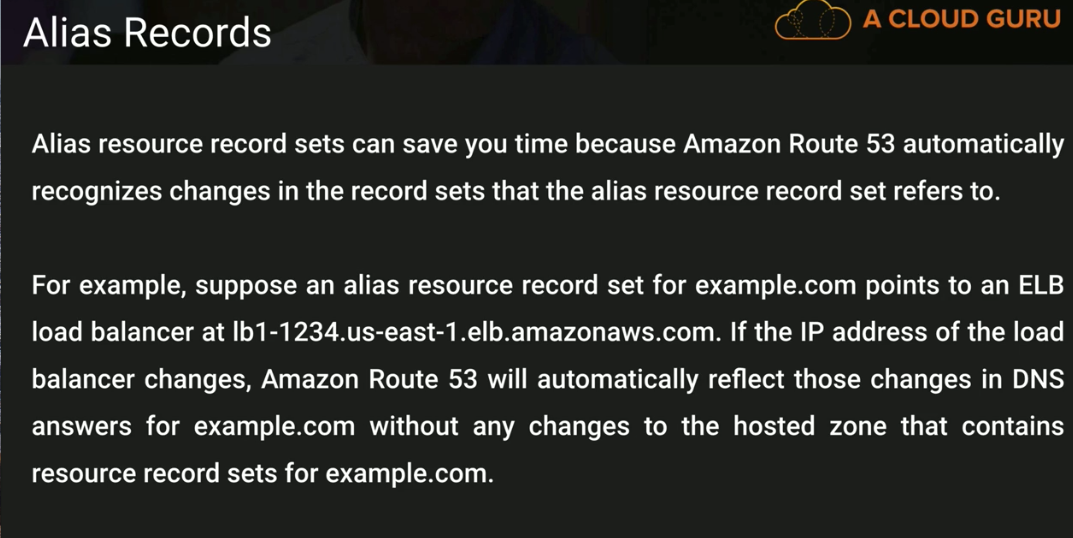 Alias Records
A CLOUD GURU
Alias resource record sets can save you time because Amazon Route 53 automatically
recognizes changes in the record sets that the alias resource record set refers to.
For example, suppose an alias resource record set for example.com points to an ELB
load balancer at lb1-1234.us-east-1.elb.amazonaws.com. If the IP address of the load
balancer changes, Amazon Route 53 will automatically reflect those changes in DNS
answers for example.com without any changes to the hosted zone that contains
resource record sets for example.com.